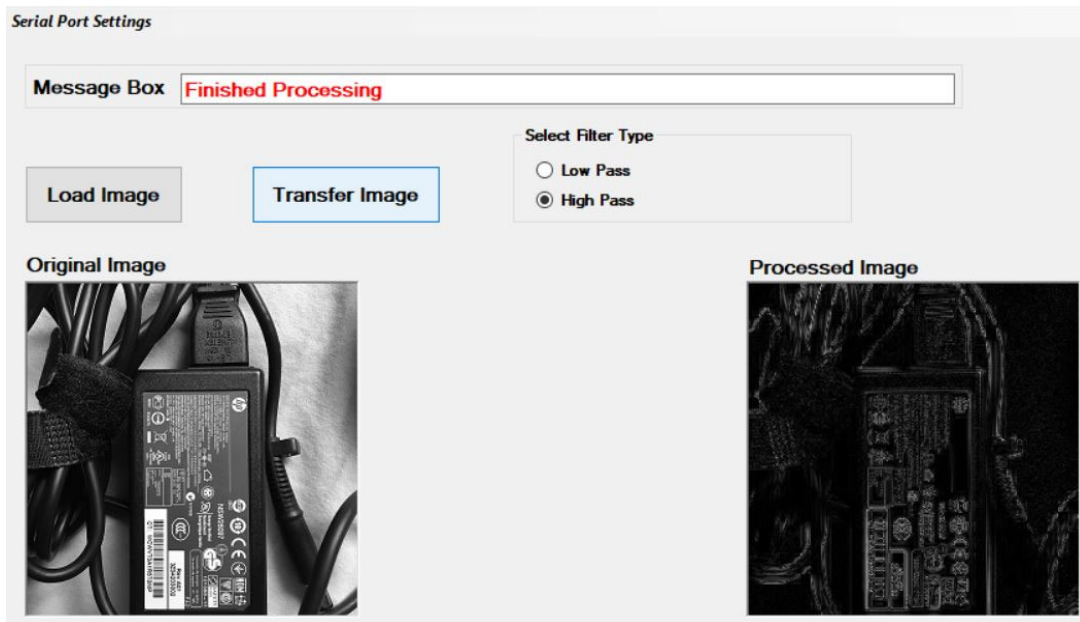 Serial Port Settings
Message Box
Finished Processing
Select Filter Type
Low Pass
High Pass
Load Image
Transfer Image
Original Image
Processed Image
hp